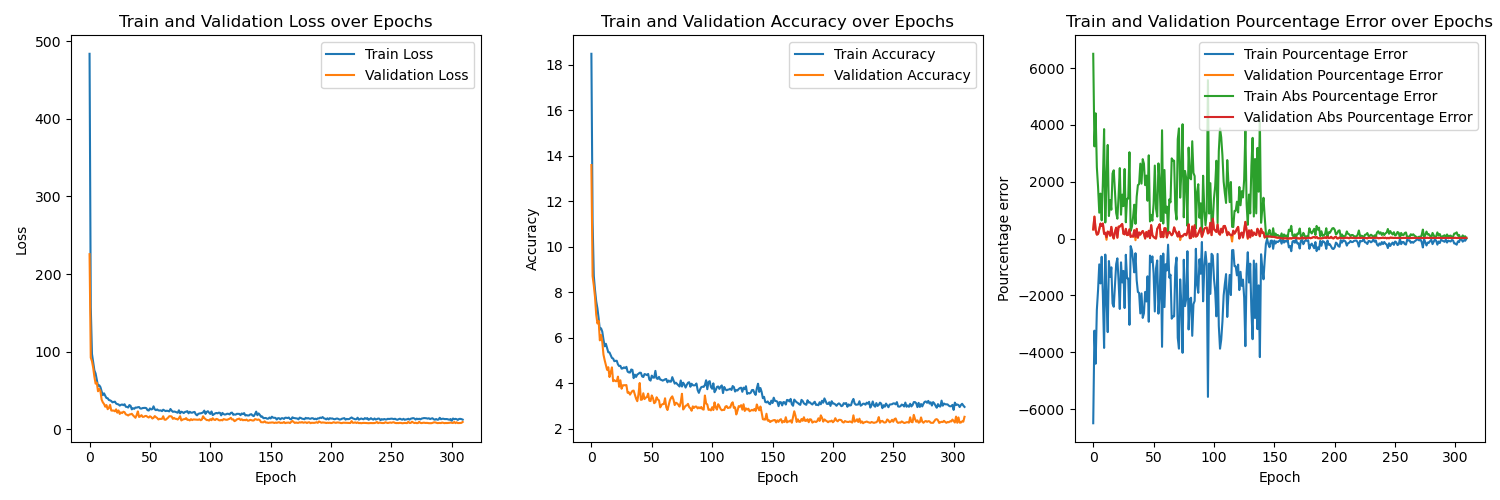 Train and Validation Loss over Epochs
500
400
300
200
100
0
Loss
0 50 100 150 200 250 300
Epoch
Train Loss
Validation Loss
Train and Validation Accuracy over Epochs
18
16
14
12
10
8
6
4
2
Accuracy
0 50 100 150 200 250 300
Epoch
Train Accuracy
Validation Accuracy
Train and Validation Pourcentage Error over Epochs
6000
4000
2000
0
−2000
−4000
−6000
Pourcentage error
0 50 100 150 200 250 300
Epoch
Train Pourcentage Error
Validation Pourcentage Error
Train Abs Pourcentage Error
Validation Abs Pourcentage Error